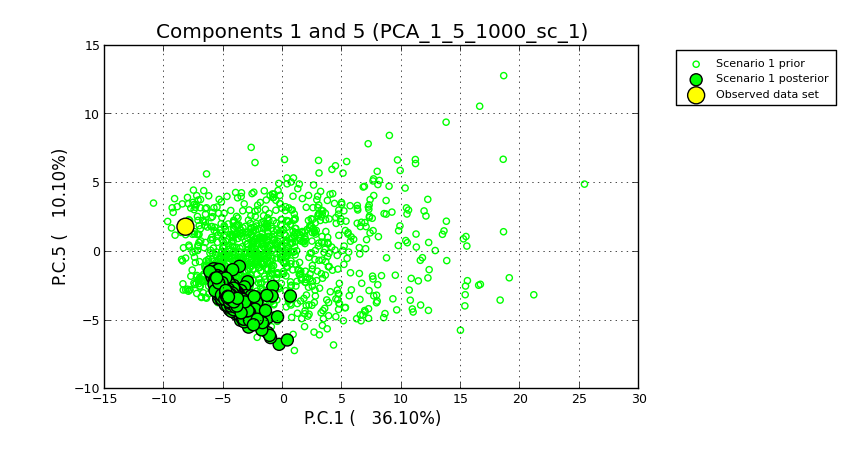 Components 1 and 5 (PCA_1_5_1000_sc_1)
15
10
5
0
−5
−10
−15
−10
−5
0
5
10
15
20
25
30
P.C.5 ( 10.10%)
P.C.1 ( 36.10%)
Scenario 1 prior
Scenario 1 posterior
Observed data set